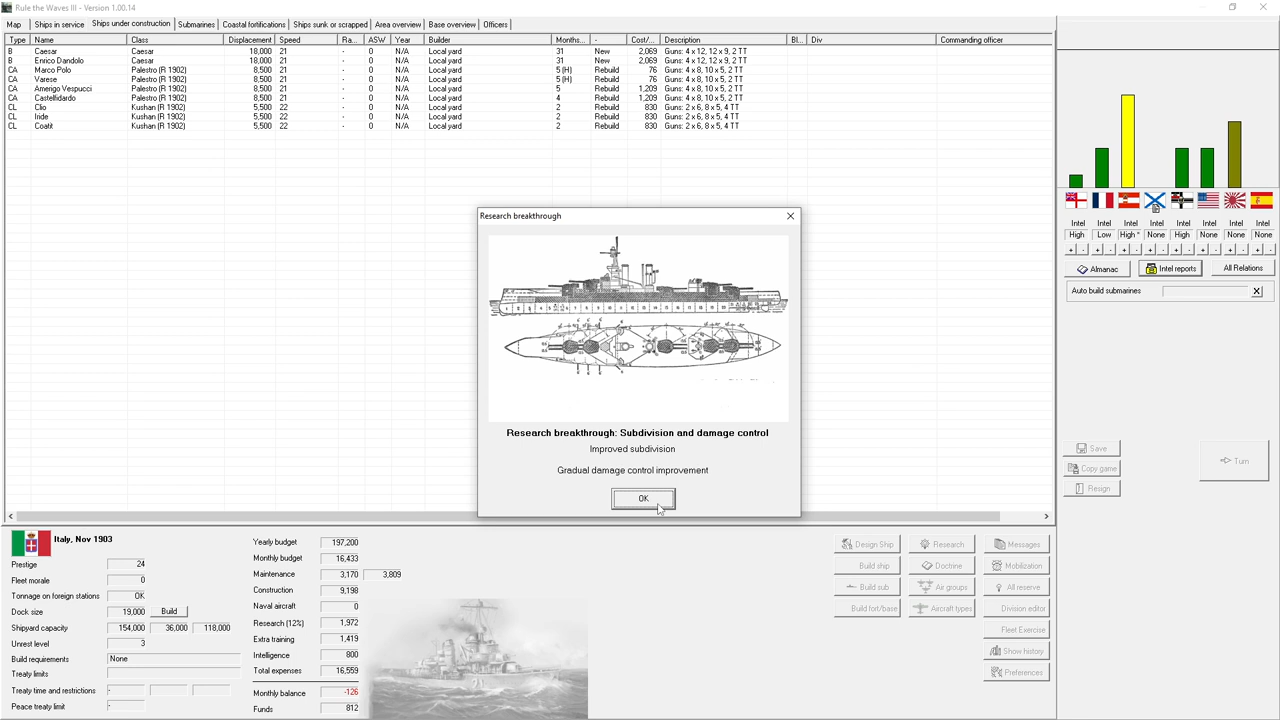 Rule the Waves III - Version 1.00.14
Map Ships in service Ships under construction Submarines Coastal fortifications Ships sunk or scrapped Area overview Base overview Officers
Type Name Class Displacement Speed Ra... ASW Year Builder Months... - Cost/... Description Bl... Div Commanding officer
B Caesar Caesar 18,000 21 - 0 N/A Local yard 31 New 2,069 Guns: 4 x 12, 12 x 9, 2 TT
B Enrico Dandolo Caesar 18,000 21 - 0 N/A Local yard 31 New 2,069 Guns: 4 x 12, 12 x 9, 2 TT
CA Marco Polo Palestro (R 1902) 8,500 21 - 0 N/A Local yard 5 (H) Rebuild 76 Guns: 4 x 8, 10 x 5, 2 TT
CA Varese Palestro (R 1902) 8,500 21 - 0 N/A Local yard 5 (H) Rebuild 76 Guns: 4 x 8, 10 x 5, 2 TT
CA Amerigo Vespucci Palestro (R 1902) 8,500 21 - 0 N/A Local yard 5 Rebuild 1,209 Guns: 4 x 8, 10 x 5, 2 TT
CA Castelfidardo Palestro (R 1902) 8,500 21 - 0 N/A Local yard 4 Rebuild 1,209 Guns: 4 x 8, 10 x 5, 2 TT
CL Clio Kushan (R 1902) 5,500 22 - 0 N/A Local yard 2 Rebuild 830 Guns: 2 x 6, 8 x 5, 4 TT
CL Iride Kushan (R 1902) 5,500 22 - 0 N/A Local yard 2 Rebuild 830 Guns: 2 x 6, 8 x 5, 4 TT
CL Coatit Kushan (R 1902) 5,500 22 - 0 N/A Local yard 2 Rebuild 830 Guns: 2 x 6, 8 x 5, 4 TT
Research breakthrough
Research breakthrough: Subdivision and damage control
Improved subdivision
Gradual damage control improvement
OK
Intel Intel Intel Intel Intel Intel Intel Intel
High Low High * None High None None None
+ - + - + - + - + - + - + - + -
Almanac Intel reports All Relations
Auto build submarines
Save
Copy game
Resign
Turn
Italy, Nov 1903
Prestige 24
Fleet morale 0
Tonnage on foreign stations OK
Dock size 19,000 Build
Shipyard capacity 154,000 36,000 118,000
Unrest level 3
Build requirements None
Treaty limits
Treaty time and restrictions -
Peace treaty limit -
Yearly budget 197,200
Monthly budget 16,433
Maintenance 3,170 3,809
Construction 9,198
Naval aircraft 0
Research (12%) 1,972
Extra training 1,419
Intelligence 800
Total expenses 16,559
Monthly balance -126
Funds 812
Design Ship Research Messages
Build ship Doctrine Mobilization
Build sub Air groups All reserve
Build fort/base Aircraft types Division editor
Fleet Exercise
Show history
Preferences